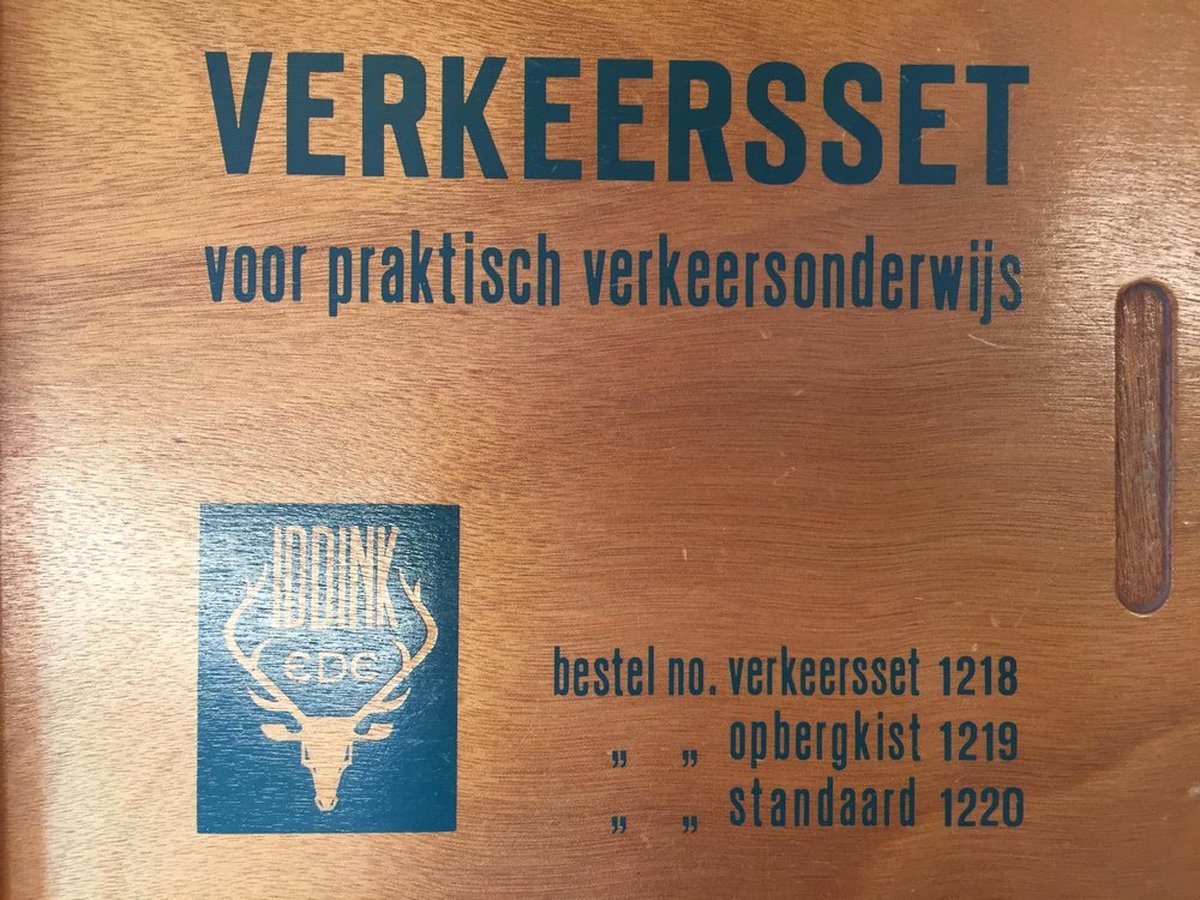 VERKEERSSET
voor praktisch verkeersonderwijs
IDDINK
EDE
bestel no. verkeersset 1218
„ „ opbergkist 1219
„ „ standaard 1220